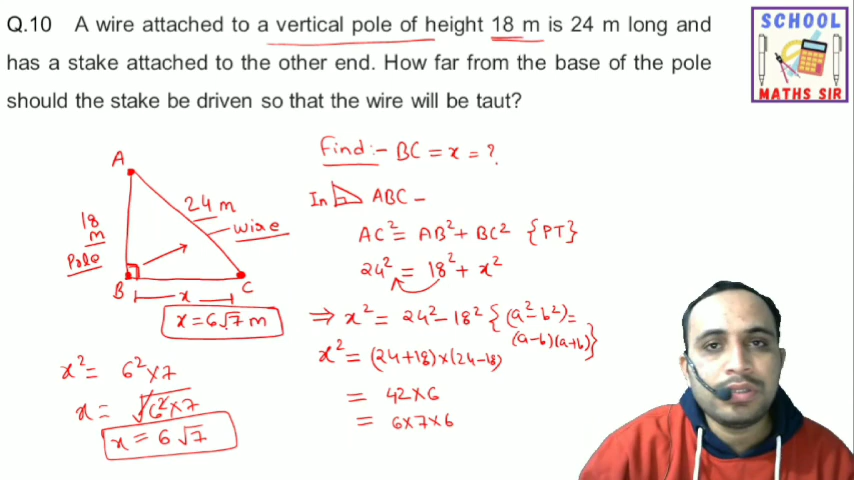 Q.10 A wire attached to a vertical pole of height 18 m is 24 m long and
has a stake attached to the other end. How far from the base of the pole
should the stake be driven so that the wire will be taut?
SCHOOL
MATHS SIR
A
18
m
Pole
24 m
wire
B
x
C
x = 6√7 m
x² = 6² × 7
x = √6² × 7
x = 6 √7
Find :- BC = x = ?
In ABC -
AC² = AB² + BC² {PT}
24² = 18² + x²
⇒ x² = 24² - 18² {(a² - b²) =
(a-b)(a+b)}
x² = (24+18) × (24-18)
= 42 × 6
= 6 × 7 × 6